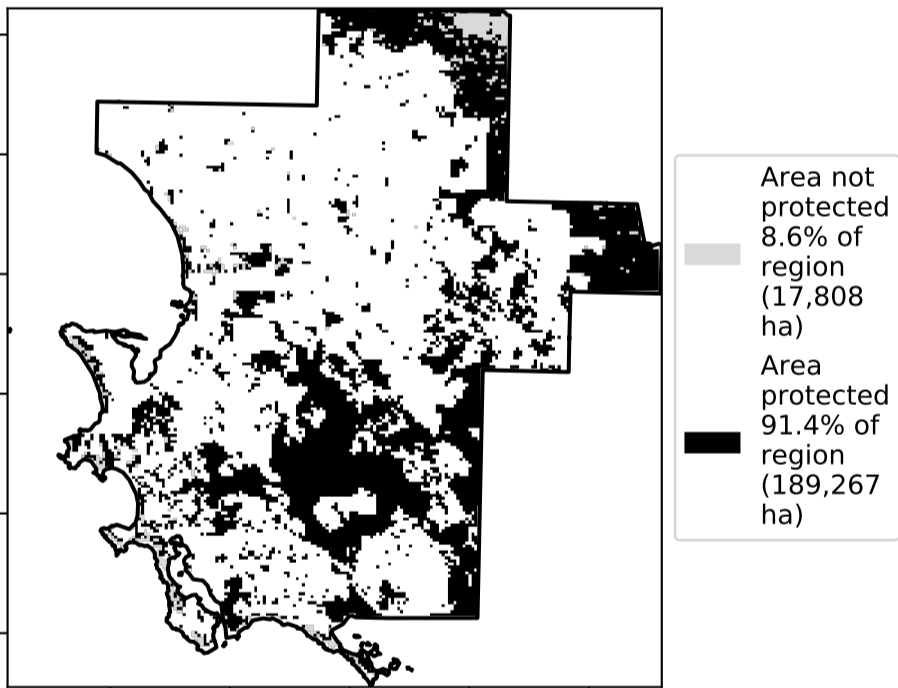 Area not
protected
8.6% of
region
(17,808
ha)
Area
protected
91.4% of
region
(189,267
ha)